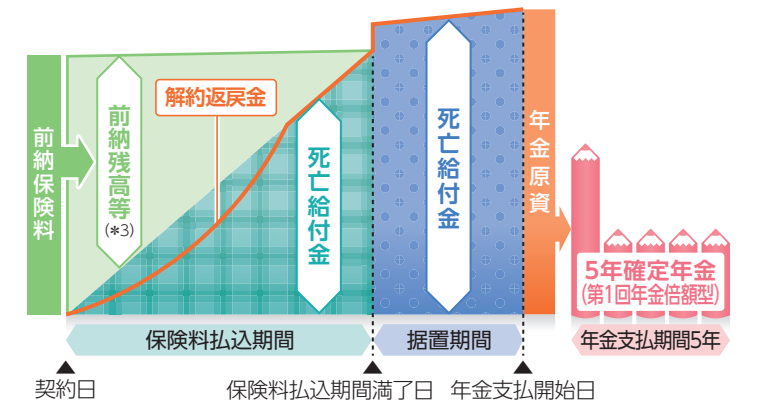 前納保険料
前納残高等
(*3)
解約返戻金
死亡給付金
死亡給付金
年金原資
5年確定年金
(第1回年金倍額型)
保険料払込期間
据置期間
年金支払期間5年
契約日
保険料払込期間満了日
年金支払開始日